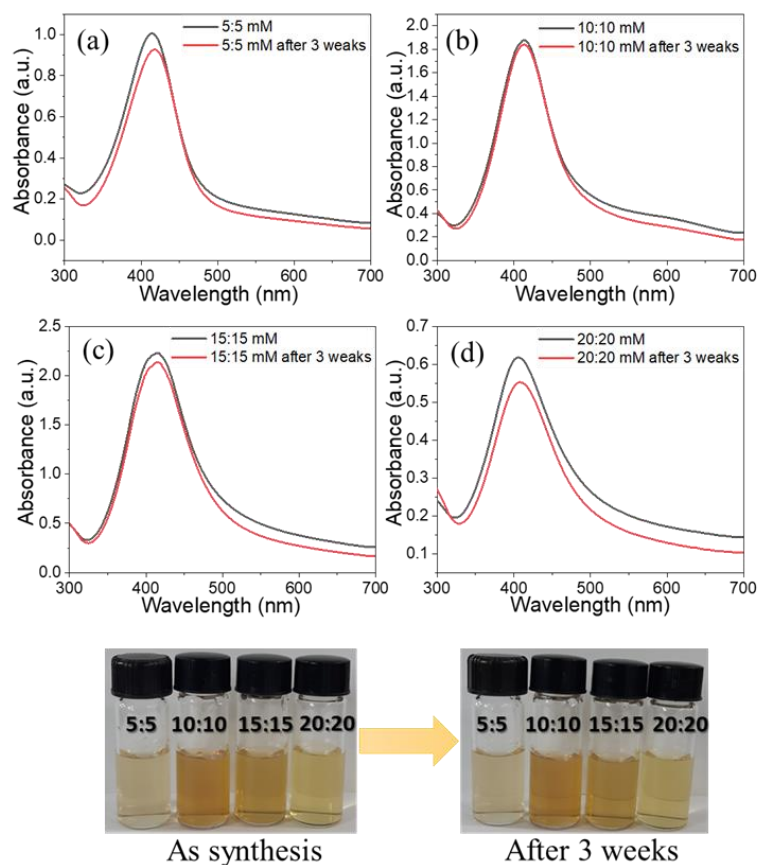 (a)
5:5 mM
5:5 mM after 3 weaks
Absorbance (a.u.)
1.0
0.8
0.6
0.4
0.2
0.0
300 400 500 600 700
Wavelength (nm)
(b)
10:10 mM
10:10 mM after 3 weaks
Absorbance (a.u.)
2.0
1.8
1.6
1.4
1.2
1.0
0.8
0.6
0.4
0.2
0.0
300 400 500 600 700
Wavelength (nm)
(c)
15:15 mM
15:15 mM after 3 weaks
Absorbance (a.u.)
2.5
2.0
1.5
1.0
0.5
0.0
300 400 500 600 700
Wavelength (nm)
(d)
20:20 mM
20:20 mM after 3 weaks
Absorbance (a.u.)
0.7
0.6
0.5
0.4
0.3
0.2
0.1
300 400 500 600 700
Wavelength (nm)
5:5 10:10 15:15 20:20
As synthesis
5:5 10:10 15:15 20:20
After 3 weeks